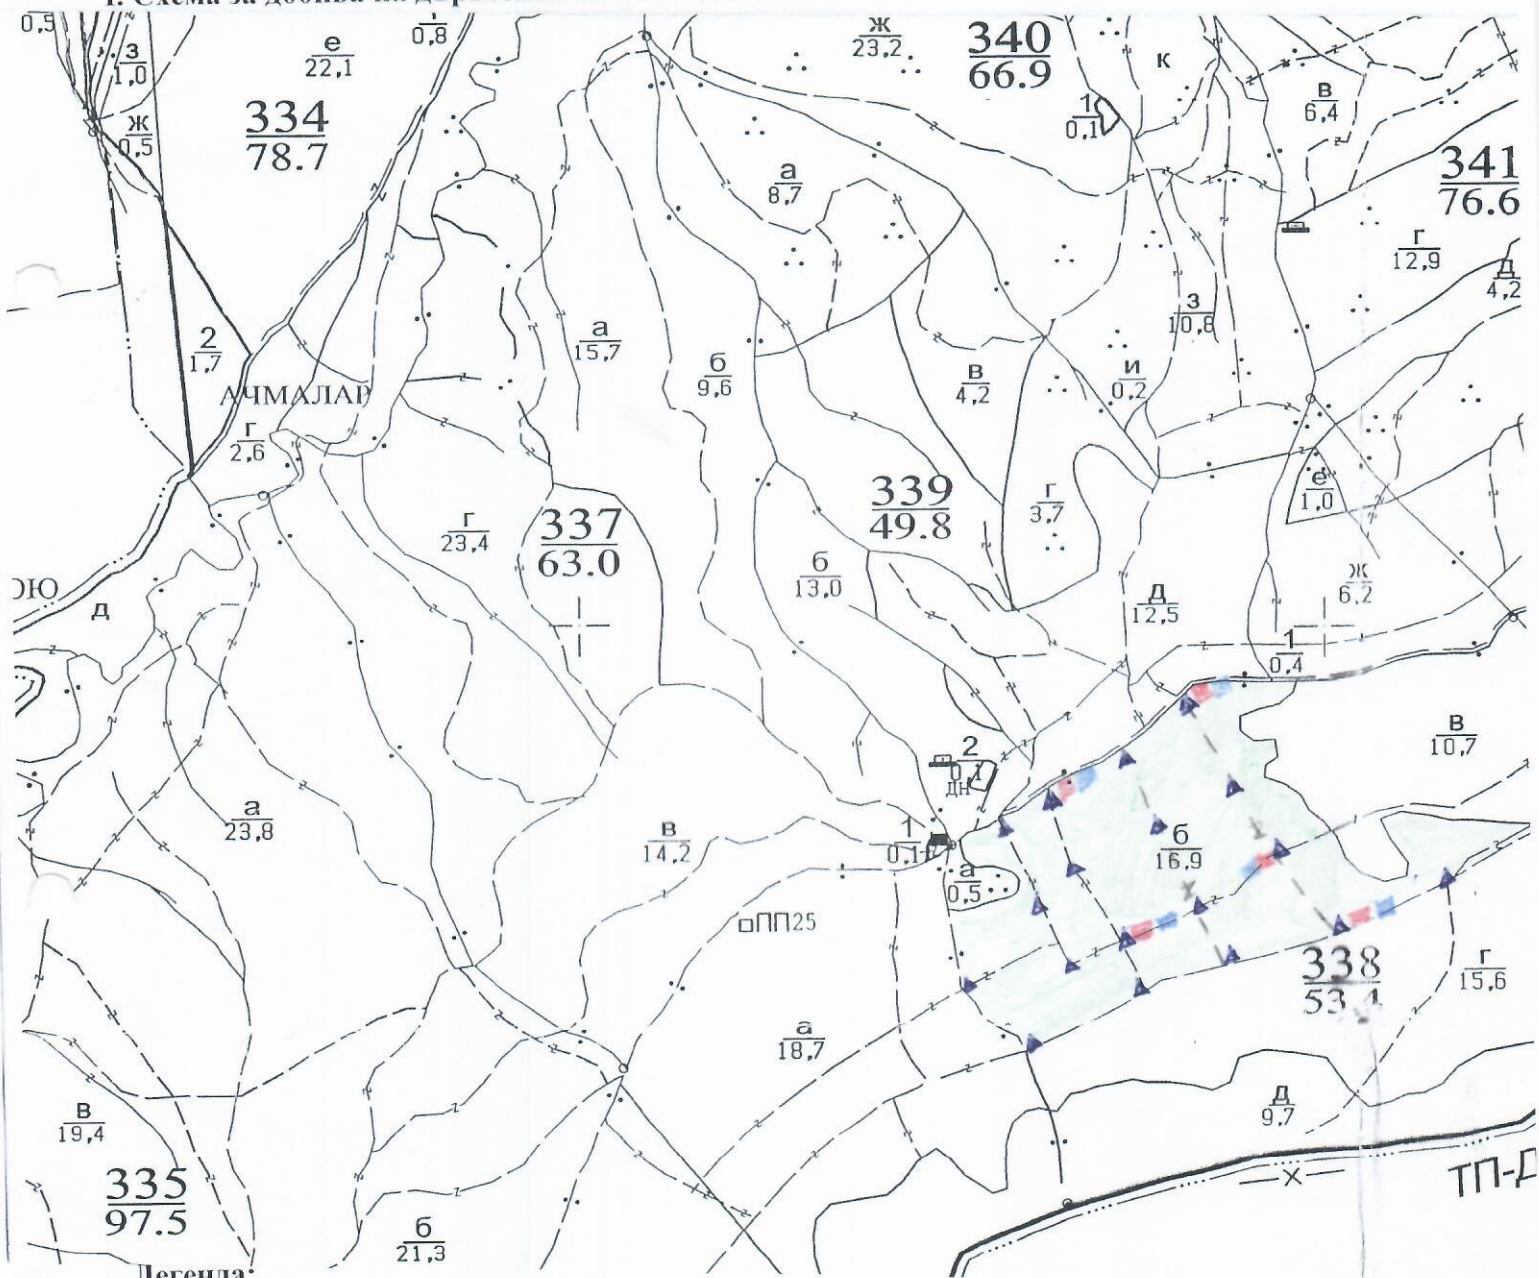 1. Схема за добива на
0,5
з
1,0
е
22,1
0,8
ж
23,2
340
66.9
к
в
6,4
334
78.7
ж
0,5
1
0,1
341
76.6
а
8,7
г
12,9
д
4,2
2
1,7
а
15,7
б
9,6
з
10,8
в
4,2
и
0,2
АЧМАЛАР
г
2,6
г
23,4
337
63.0
339
49.8
г
3,7
е
1,0
б
13,0
ж
6,2
ОЮ
д
д
12,5
1
0,4
в
10,7
2
0,1
дн
а
23,8
в
14,2
1
0,1
а
0,5
б
16,9
ПП25
338
53.4
г
15,6
а
18,7
д
9,7
в
19,4
335
97.5
б
21,3
ТП-Д
Легенда: